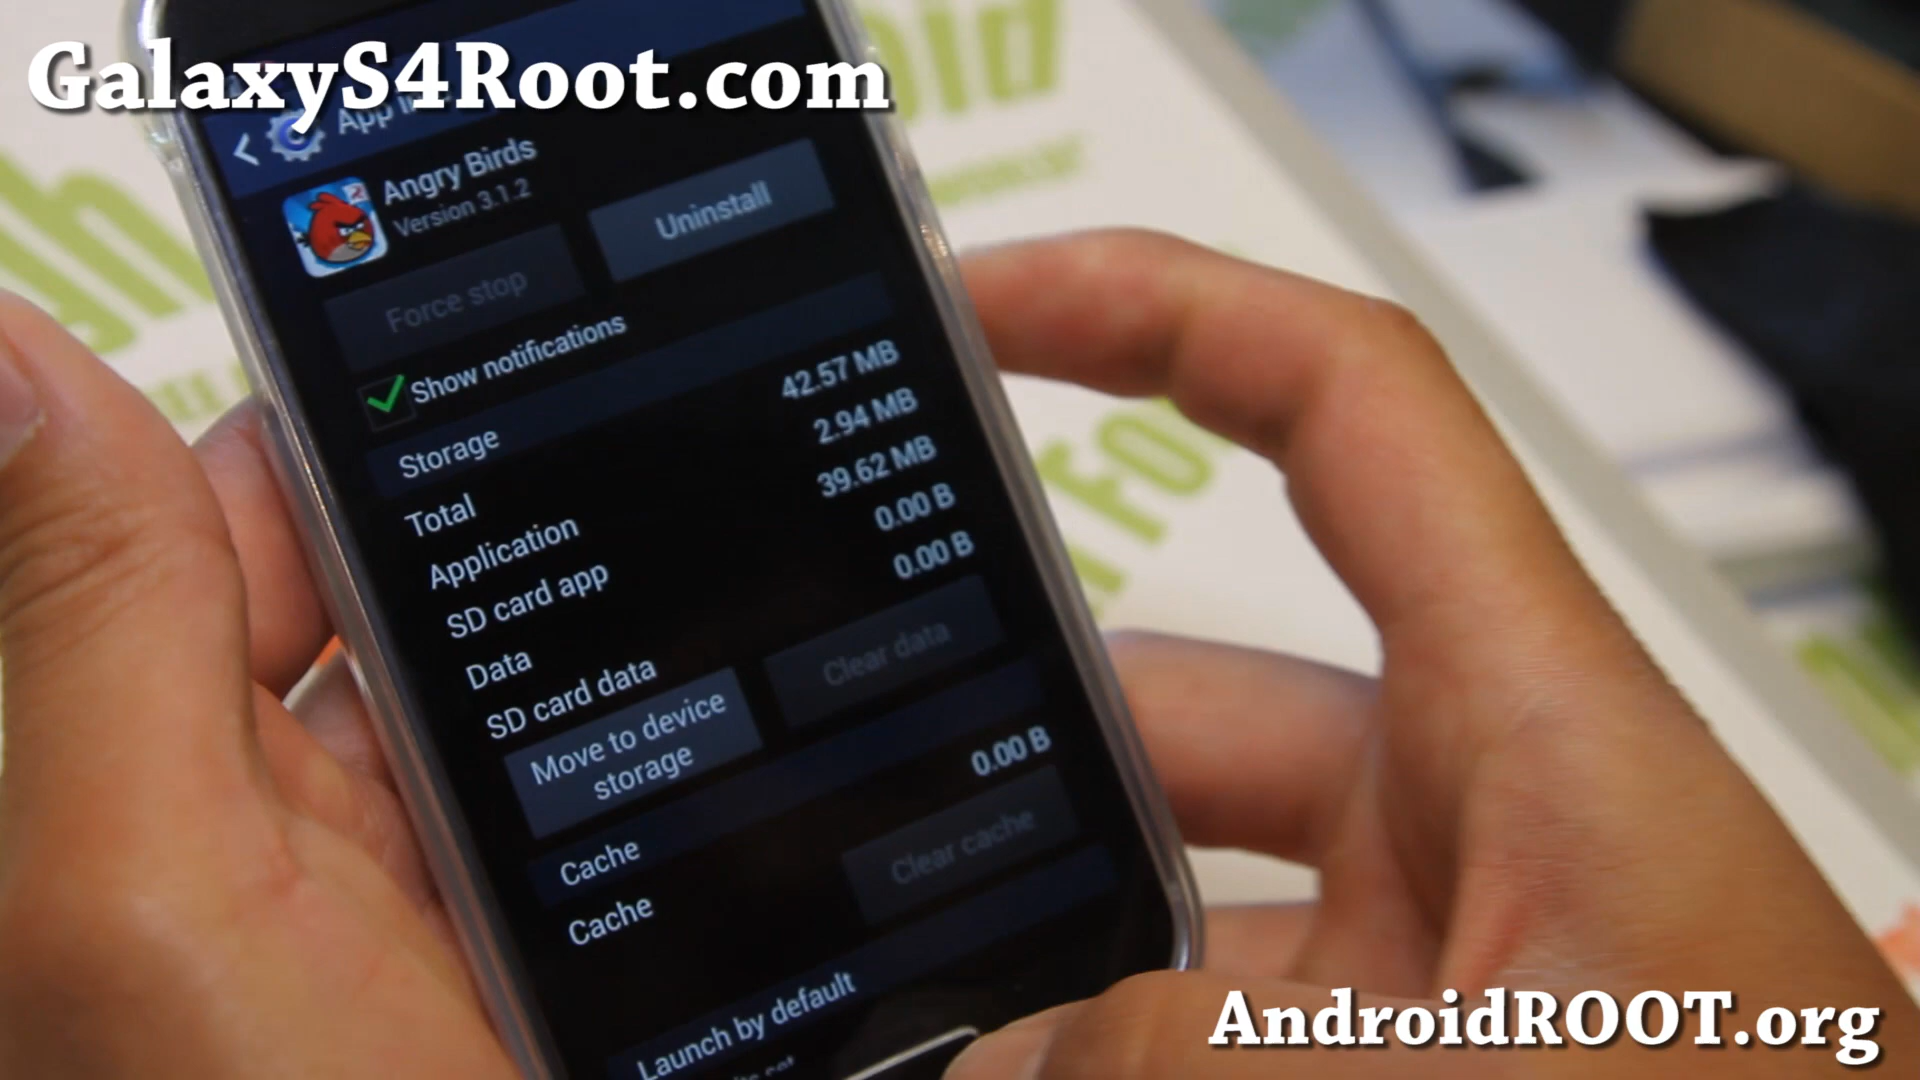 GalaxyS4Root.com
App
Angry Birds
Version 3.1.2
Force stop
Uninstall
Show notifications
Storage
Total 42.57 MB
Application 2.94 MB
SD card app 39.62 MB
Data 0.00 B
SD card data 0.00 B
Move to device
storage
Clear data
Cache
Cache 0.00 B
Clear cache
Launch by default
AndroidROOT.org